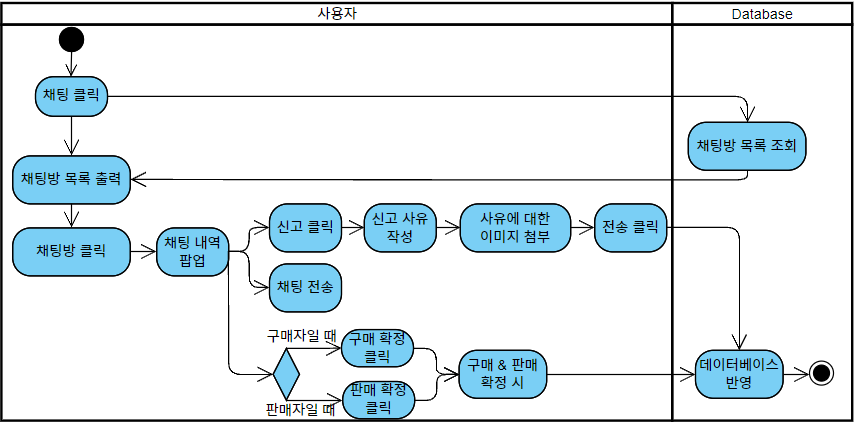 사용자
Database
채팅 클릭
채팅방 목록 조회
채팅방 목록 출력
채팅방 클릭
채팅 내역
팝업
신고 클릭
신고 사유
작성
사유에 대한
이미지 첨부
전송 클릭
채팅 전송
구매자일 때
구매 확정
클릭
판매자일 때
판매 확정
클릭
구매 & 판매
확정 시
데이터베이스
반영